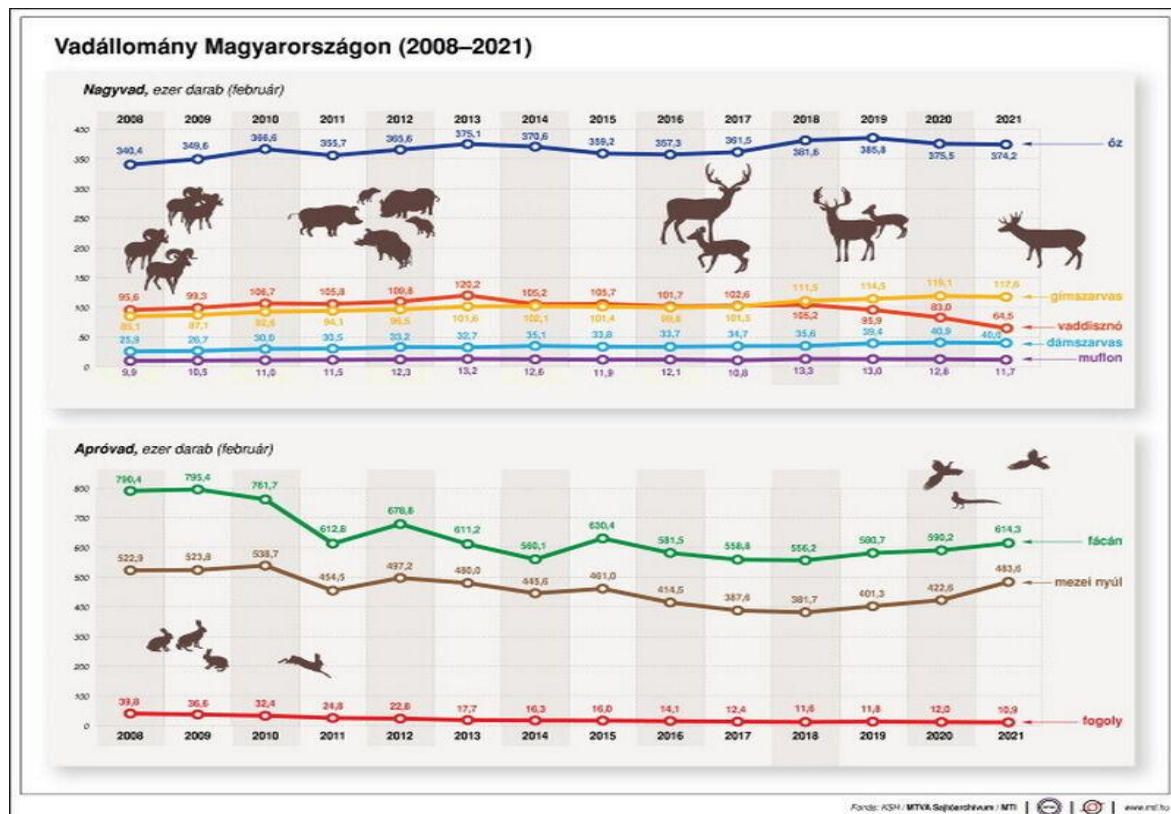 Vadállomány Magyarországon (2008–2021)
Nagyvad, ezer darab (február)
2008 2009 2010 2011 2012 2013 2014 2015 2016 2017 2018 2019 2020 2021
400
350
300
250
200
150
100
50
0
340,4 349,6 366,6 355,7 365,6 375,1 370,6 359,2 357,3 361,5 381,6 385,8 375,5 374,2
őz
95,6 99,3 106,7 105,8 109,8 120,2 105,2 105,7 101,7 102,6 105,2 95,9 83,0 64,5
vaddisznó
85,1 87,1 92,8 94,1 96,5 101,6 102,1 101,4 99,8 101,5 111,5 114,5 119,1 117,6
gímszarvas
25,9 26,7 30,0 30,5 33,2 32,7 35,1 33,8 33,7 34,7 35,6 39,4 40,9
dámszarvas
9,9 10,5 11,0 11,5 12,3 13,2 12,6 11,9 12,1 10,8 13,3 13,0 12,8 11,7
muflon
Apróvad, ezer darab (február)
800
700
600
500
400
300
200
100
0
790,4 795,4 761,7 612,8 678,8 611,2 560,1 630,4 581,5 558,8 556,2 580,7 590,2 614,3
fácán
522,9 523,8 538,7 454,5 497,2 480,0 445,6 461,0 414,5 387,6 381,7 401,3 422,6 483,6
mezei nyúl
39,8 36,6 32,4 24,8 22,8 17,7 16,3 16,0 14,1 12,4 11,6 11,8 12,0 10,9
fogoly
2008 2009 2010 2011 2012 2013 2014 2015 2016 2017 2018 2019 2020 2021
Forrás: KSH / MTVA Sajtóarchívum / MTI www.mti.hu